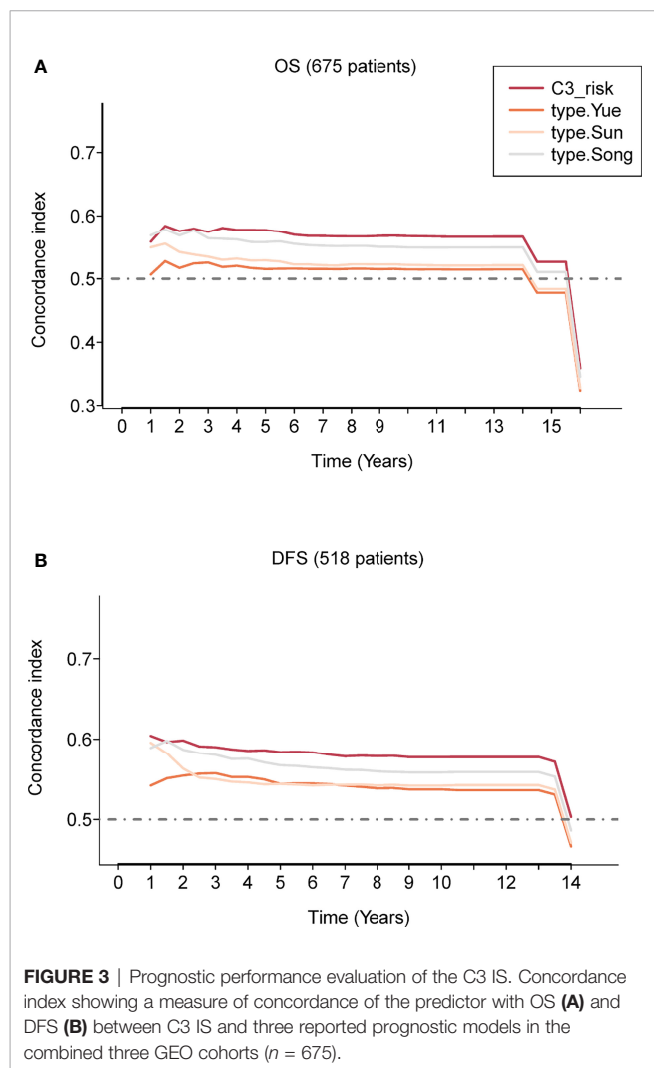 A
OS (675 patients)
C3_risk
type.Yue
type.Sun
type.Song
Concordance index
0.7
0.6
0.5
0.4
0.3
0 1 2 3 4 5 6 7 8 9 11 13 15
Time (Years)
B
DFS (518 patients)
Concordance index
0.7
0.6
0.5
0 1 2 3 4 5 6 7 8 9 10 12 14
Time (Years)
FIGURE 3 | Prognostic performance evaluation of the C3 IS. Concordance
index showing a measure of concordance of the predictor with OS (A) and
DFS (B) between C3 IS and three reported prognostic models in the
combined three GEO cohorts (n = 675).